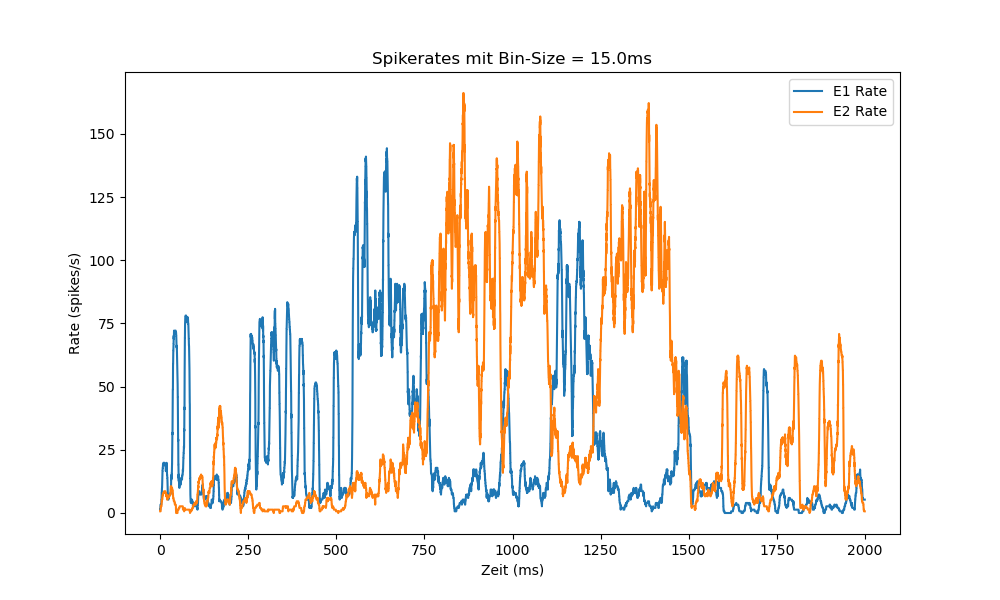 Spikerates mit Bin-Size = 15.0ms
E1 Rate
E2 Rate
Rate (spikes/s)
150
125
100
75
50
25
0
0 250 500 750 1000 1250 1500 1750 2000
Zeit (ms)